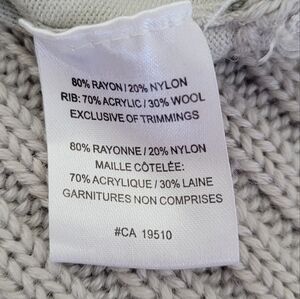 80% RAYON / 20% NYLON
RIB: 70% ACRYLIC / 30% WOOL
EXCLUSIVE OF TRIMMINGS
80% RAYONNE / 20% NYLON
MAILLE CÔTELÉE:
70% ACRYLIQUE / 30% LAINE
GARNITURES NON COMPRISES
#CA 19510